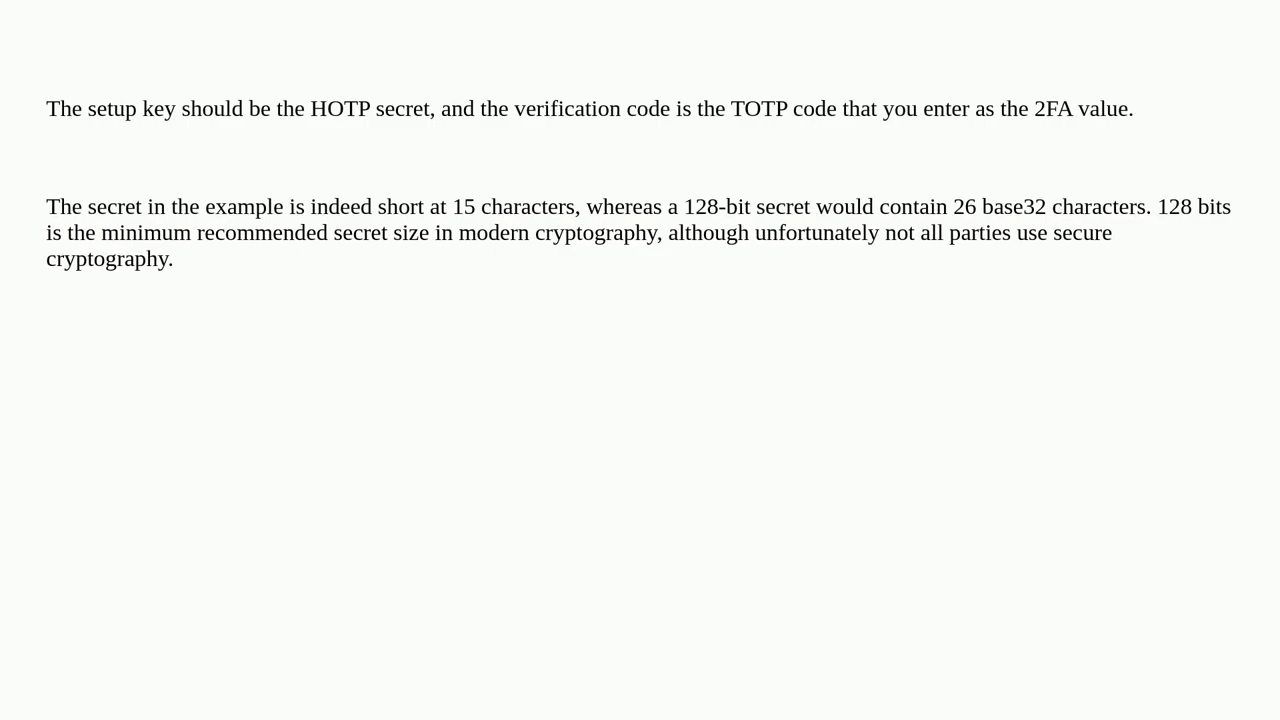 The setup key should be the HOTP secret, and the verification code is the TOTP code that you enter as the 2FA value.
The secret in the example is indeed short at 15 characters, whereas a 128-bit secret would contain 26 base32 characters. 128 bits
is the minimum recommended secret size in modern cryptography, although unfortunately not all parties use secure
cryptography.